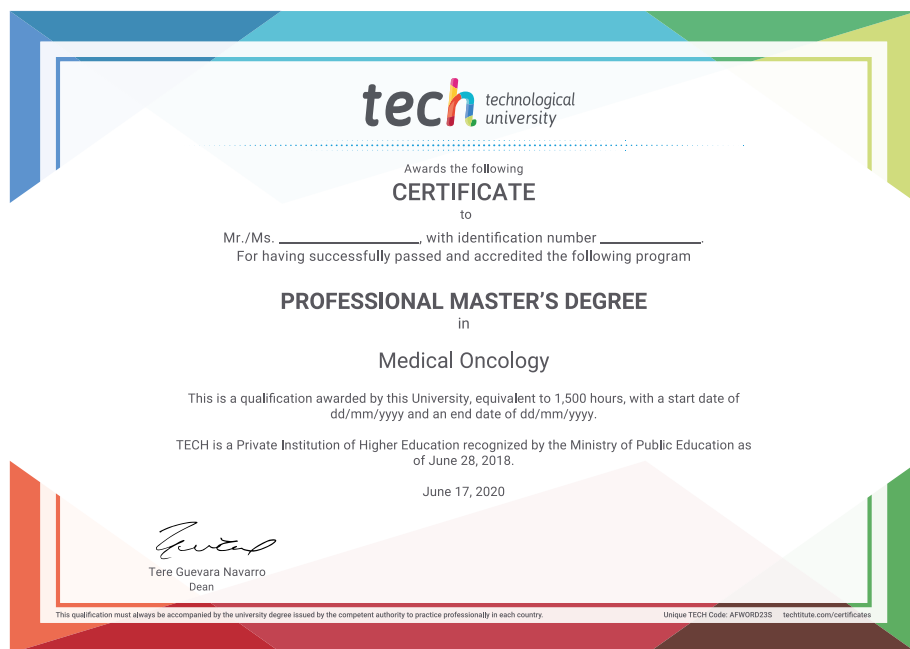 tech technological
university
Awards the following
CERTIFICATE
to
Mr./Ms. ____________________, with identification number ______________.
For having successfully passed and accredited the following program
PROFESSIONAL MASTER'S DEGREE
in
Medical Oncology
This is a qualification awarded by this University, equivalent to 1,500 hours, with a start date of
dd/mm/yyyy and an end date of dd/mm/yyyy.
TECH is a Private Institution of Higher Education recognized by the Ministry of Public Education as
of June 28, 2018.
June 17, 2020
Tere Guevara Navarro
Dean
This qualification must always be accompanied by the university degree issued by the competent authority to practice professionally in each country.
Unique TECH Code: AFWORD23S techtitute.com/certificates